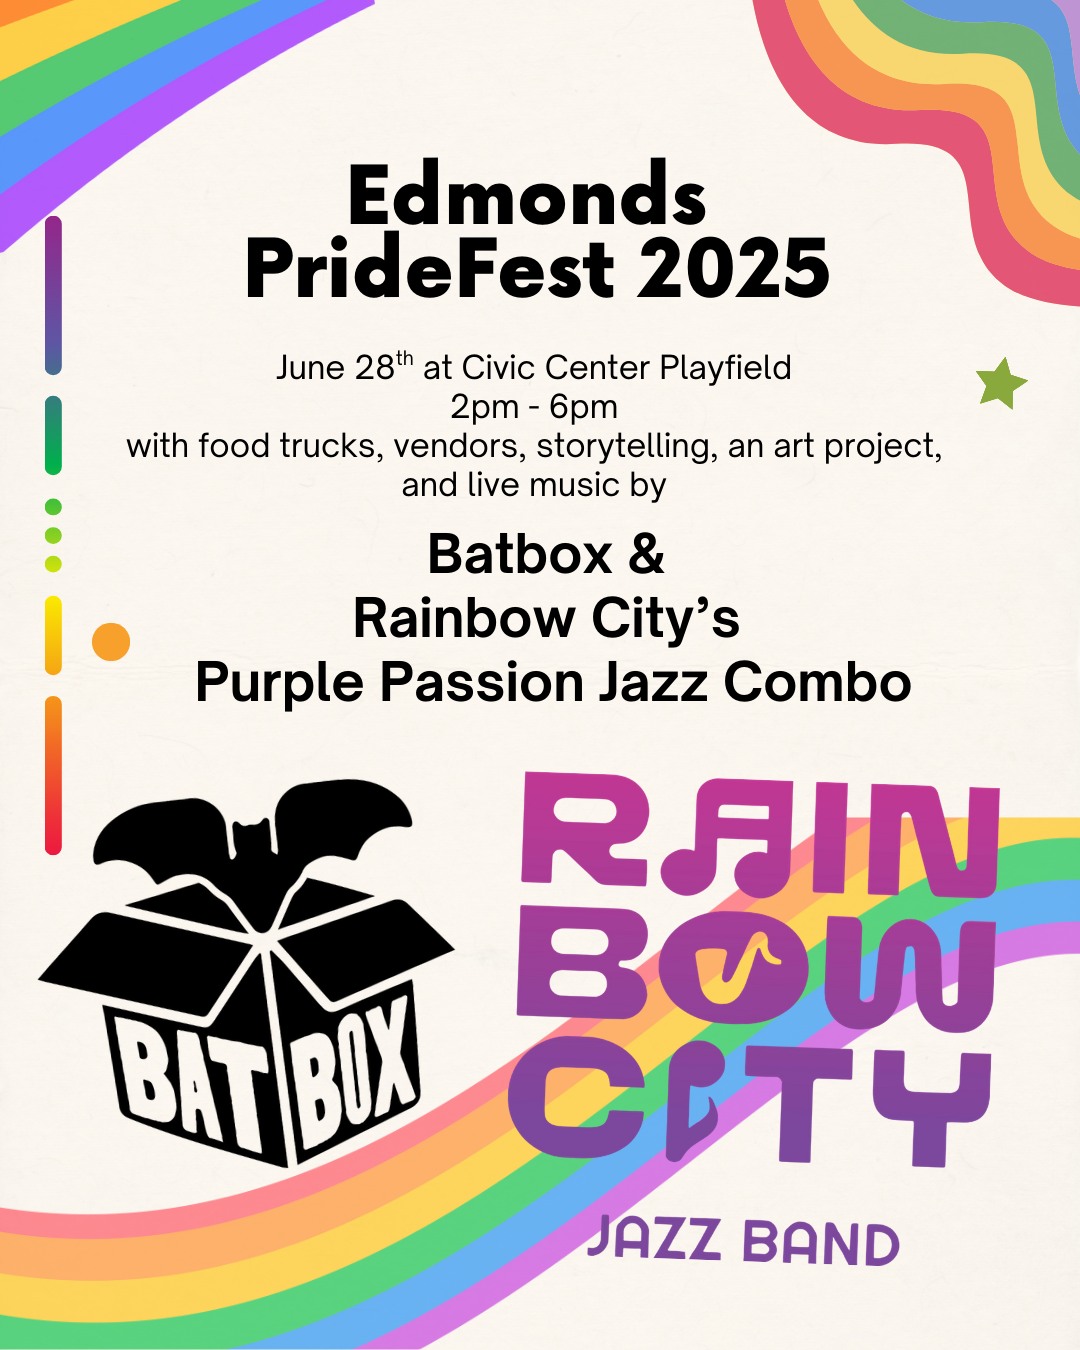 Edmonds
PrideFest 2025
June 28th at Civic Center Playfield
2pm - 6pm
with food trucks, vendors, storytelling, an art project,
and live music by
Batbox &
Rainbow City’s
Purple Passion Jazz Combo
BAT BOX
RAIN
BOW
CITY
JAZZ BAND